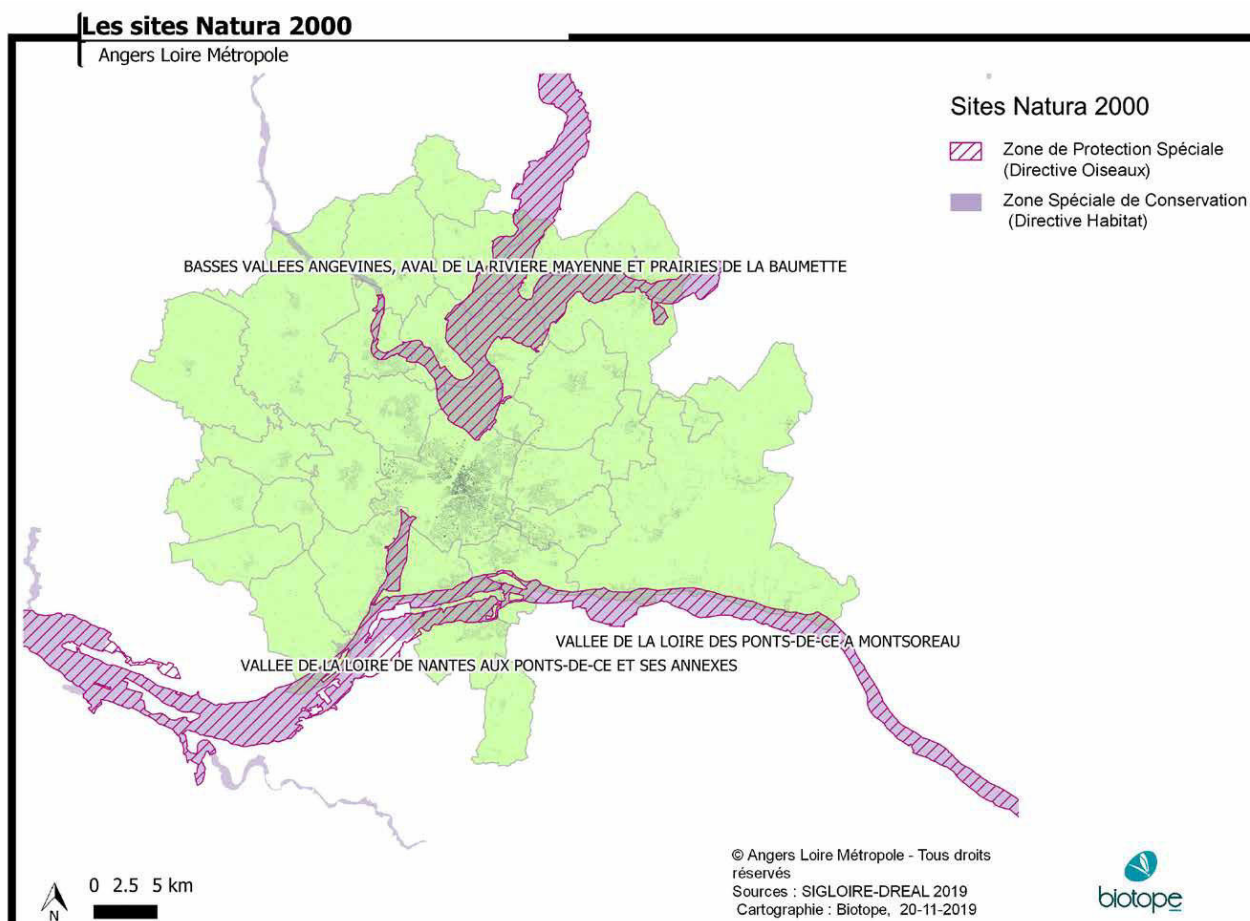 Les sites Natura 2000
Angers Loire Métropole
Sites Natura 2000
Zone de Protection Spéciale
(Directive Oiseaux)
Zone Spéciale de Conservation
(Directive Habitat)
BASSES VALLEES ANGEVINES, AVAL DE LA RIVIERE MAYENNE ET PRAIRIES DE LA BAUMETTE
VALLEE DE LA LOIRE DES PONTS-DE-CE A MONTSOREAU
VALLEE DE LA LOIRE DE NANTES AUX PONTS-DE-CE ET SES ANNEXES
© Angers Loire Métropole - Tous droits
réservés
Sources : SIGLOIRE-DREAL 2019
Cartographie : Biotope, 20-11-2019
N
0 2.5 5 km
biotope